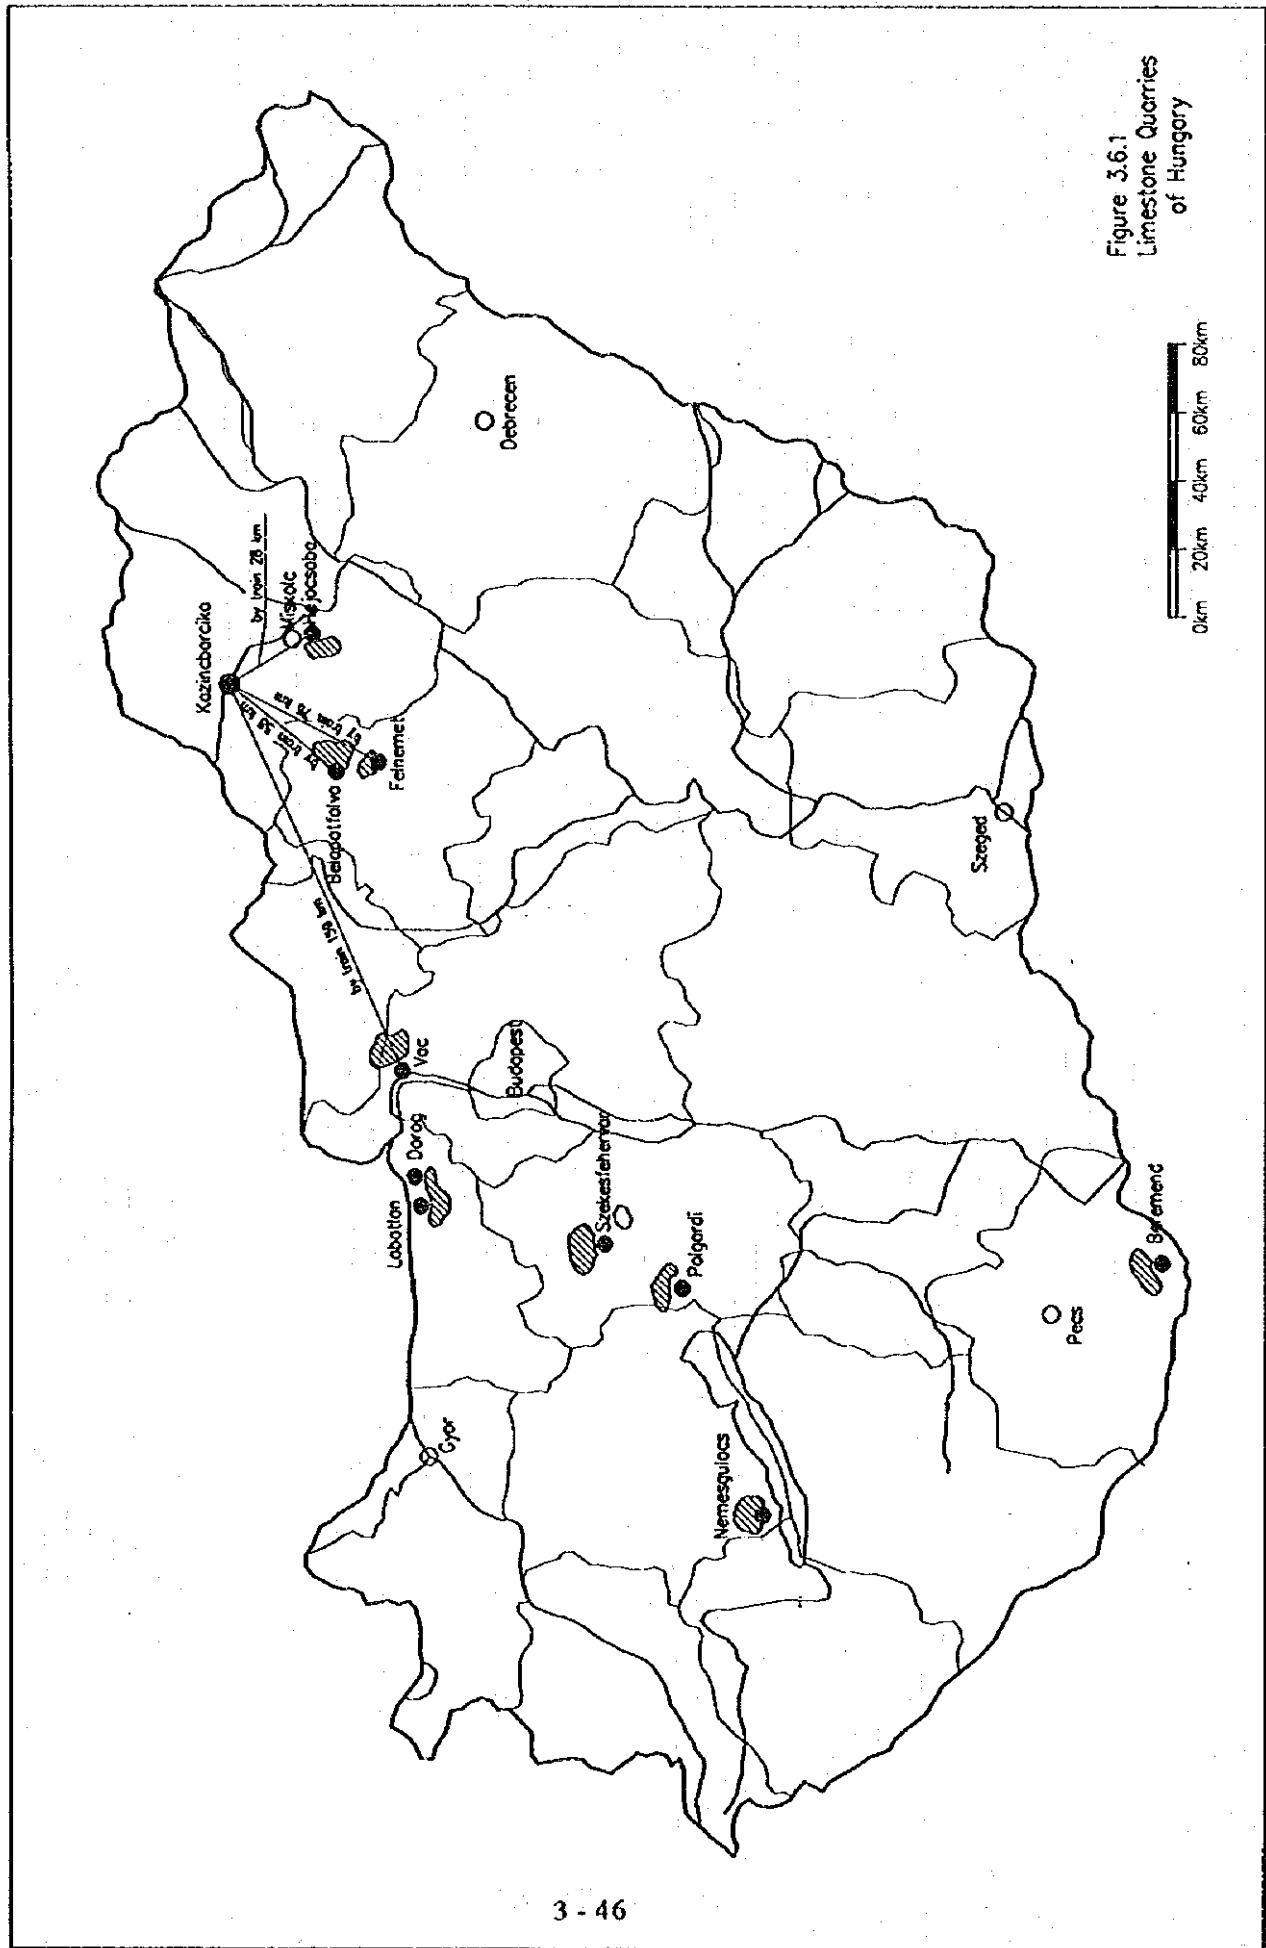 Kazincbarcika
by train 28 km
Miskolc
Hejocsaba
by train 58 km
by train 76 km
Belapatfalva
Felnemet
by train 159 km
Debrecen
Vac
Dorog
Labatlan
Budapest
Szekesfehervar
Polgardi
Gyor
Nemesgulacs
Szeged
Pecs
Beremend
0km 20km 40km 60km 80km
Figure 3.6.1
Limestone Quarries
of Hungary
3 - 46